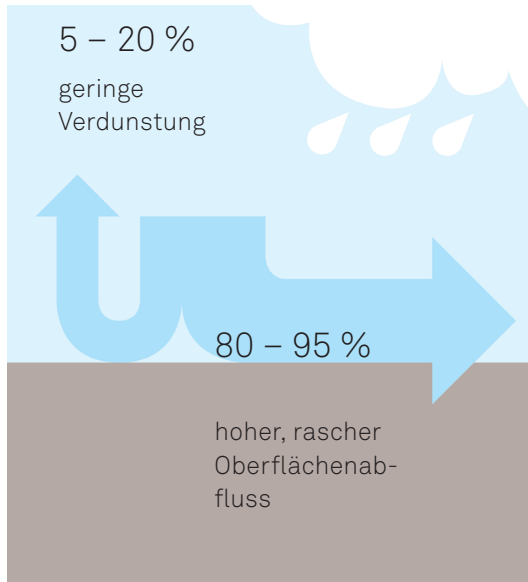 5 – 20 %
geringe
Verdunstung
80 – 95 %
hoher, rascher
Oberflächenab-
fluss